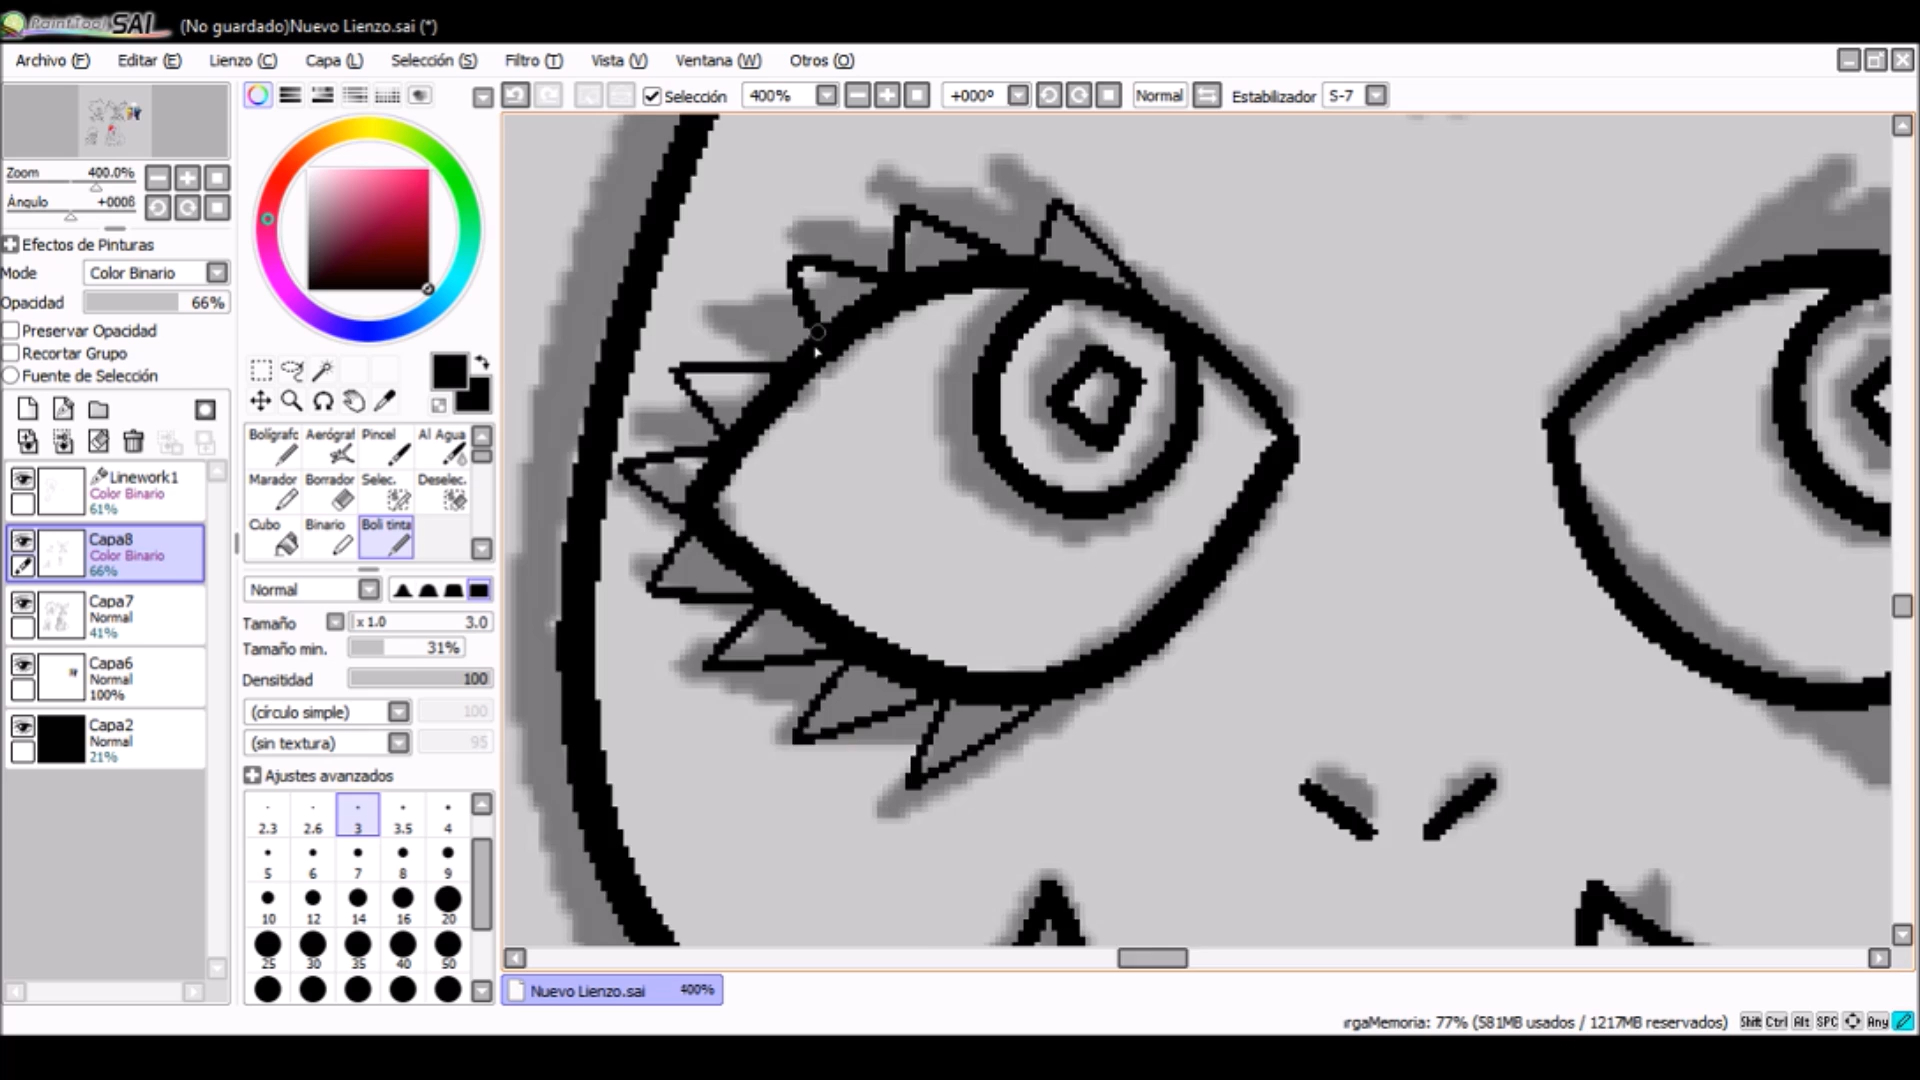 PaintTool SAI (No guardado)Nuevo Lienzo.sai (*)
Archivo (F) Editar (E) Lienzo (C) Capa (L) Selección (S) Filtro (T) Vista (V) Ventana (W) Otros (O)
Selección 400% +000º Normal Estabilizador S-7
Zoom 400.0%
Ángulo +000ß
Efectos de Pinturas
Mode Color Binario
Opacidad 66%
Preservar Opacidad
Recortar Grupo
Fuente de Selección
Linework1
Color Binario
61%
Capa8
Color Binario
66%
Capa7
Normal
41%
Capa6
Normal
100%
Capa2
Normal
21%
Bolígrafo Aerógraf Pincel Al Agua
Marador Borrador Selec. Deselec.
Cubo Binario Boli tinta
Normal
Tamaño x 1.0 3.0
Tamaño min. 31%
Densitidad 100
(círculo simple) 100
(sin textura) 95
Ajustes avanzados
2.3 2.6 3 3.5 4
5 6 7 8 9
10 12 14 16 20
25 30 35 40 50
Nuevo Lienzo.sai 400%
ırgaMemoria: 77% (581MB usados / 1217MB reservados) Shift Ctrl Alt SPC Any